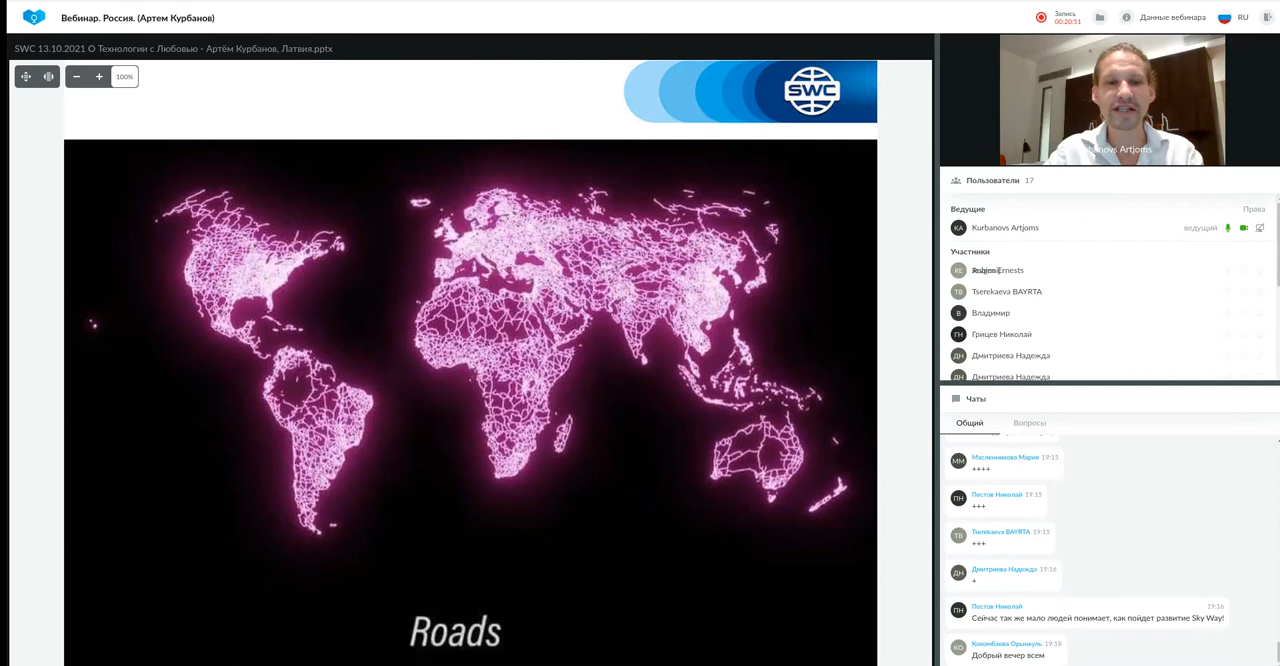 Вебинар. Россия. (Артем Курбанов)
Запись
00:20:51
Данные вебинара
RU
SWC 13.10.2021 О Технологии с Любовью - Артём Курбанов, Латвия.pptx
100%
SWC
Roads
Kurbanovs Artjoms
Пользователи 17
Ведущие
Права
KA
Kurbanovs Artjoms
ведущий
Участники
KE
Ernests
TB
Tserekaeva BAYRTA
В
Владимир
ГН
Грицев Николай
ДН
Дмитриева Надежда
ДН
Дмитриева Надежда
Чаты
Общий
Вопросы
ММ
Масленникова Мария 19:15
++++
ПН
Пестов Николай 19:15
+++
TB
Tserekaeva BAYRTA 19:15
+++
ДН
Дмитриева Надежда 19:16
+
ПН
Пестов Николай 19:16
Сейчас так же мало людей понимает, как пойдет развитие Sky Way!
КО
Кокомбаева Орынкуль 19:18
Добрый вечер всем